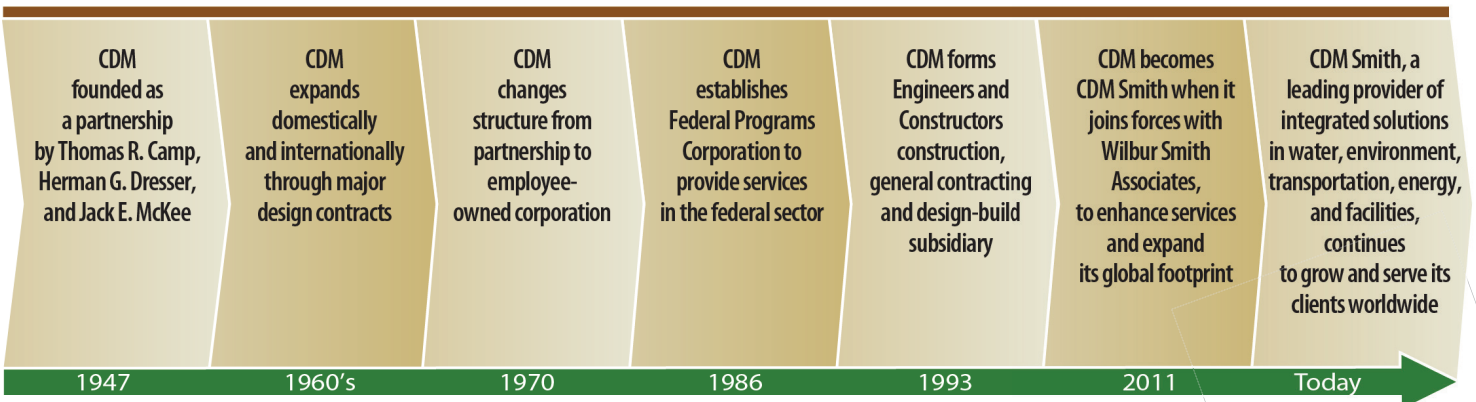 CDM
founded as
a partnership
by Thomas R. Camp,
Herman G. Dresser,
and Jack E. McKee
CDM
expands
domestically
and internationally
through major
design contracts
CDM
changes
structure from
partnership to
employee-
owned corporation
CDM
establishes
Federal Programs
Corporation to
provide services
in the federal sector
CDM forms
Engineers and
Constructors
construction,
general contracting
and design-build
subsidiary
CDM becomes
CDM Smith when it
joins forces with
Wilbur Smith
Associates,
to enhance services
and expand
its global footprint
CDM Smith, a
leading provider of
integrated solutions
in water, environment,
transportation, energy,
and facilities,
continues
to grow and serve its
clients worldwide
1947
1960's
1970
1986
1993
2011
Today